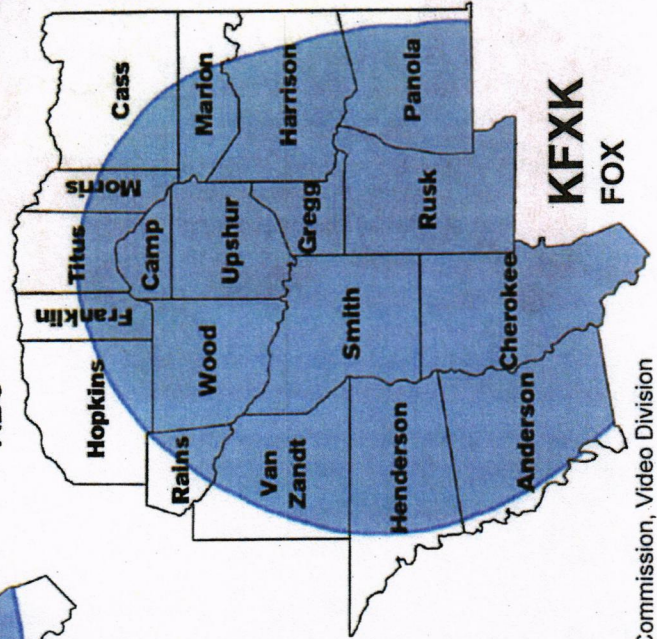 Cass
Morris
Marion
Titus
Harrison
Camp
Franklin
Upshur
Gregg
Panola
Hopkins
Wood
Rusk
Rains
Smith
Van
Zandt
Cherokee
Henderson
Anderson
KFXK
FOX
Commission, Video Division